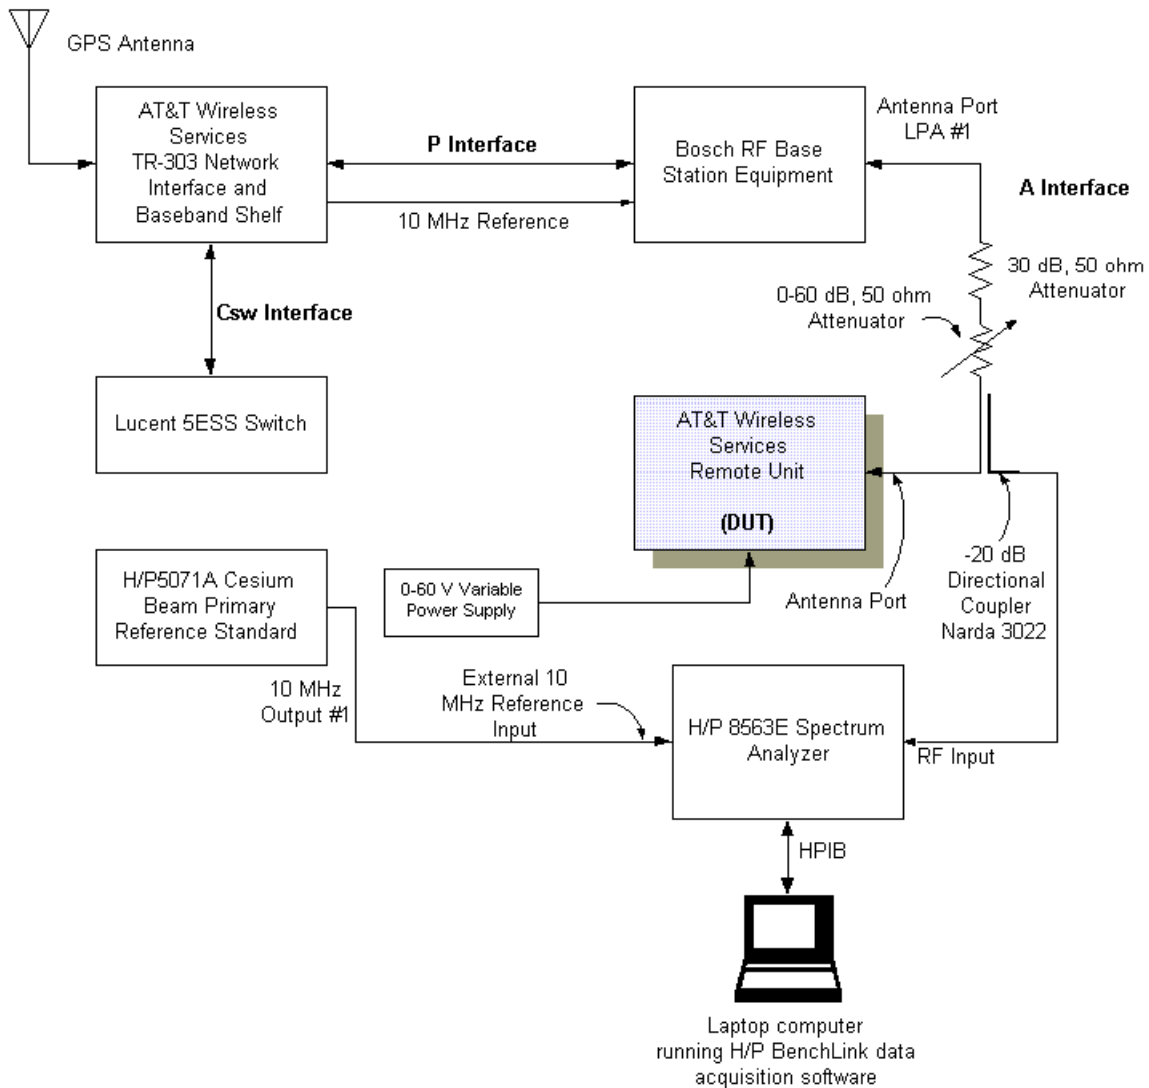 GPS Antenna
AT&T Wireless
Services
TR-303 Network
Interface and
Baseband Shelf
P Interface
10 MHz Reference
Bosch RF Base
Station Equipment
Antenna Port
LPA #1
A Interface
30 dB, 50 ohm
Attenuator
0-60 dB, 50 ohm
Attenuator
Csw Interface
Lucent 5ESS Switch
AT&T Wireless
Services
Remote Unit
(DUT)
-20 dB
Directional
Coupler
Narda 3022
Antenna Port
0-60 V Variable
Power Supply
H/P5071A Cesium
Beam Primary
Reference Standard
10 MHz
Output #1
External 10
MHz Reference
Input
H/P 8563E Spectrum
Analyzer
RF Input
HPIB
Laptop computer
running H/P BenchLink data
acquisition software